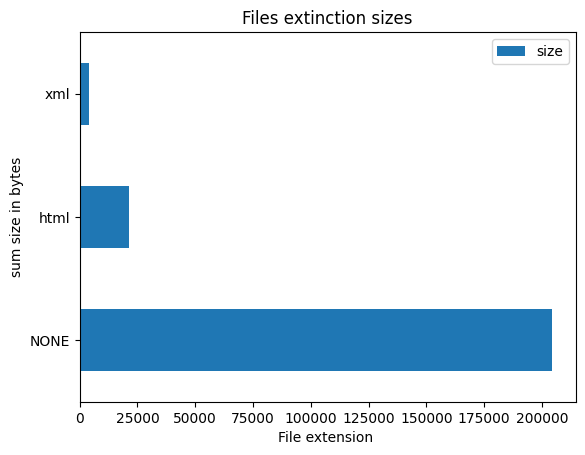 Files extinction sizes
size
sum size in bytes
xml
html
NONE
0 25000 50000 75000 100000 125000 150000 175000 200000
File extension